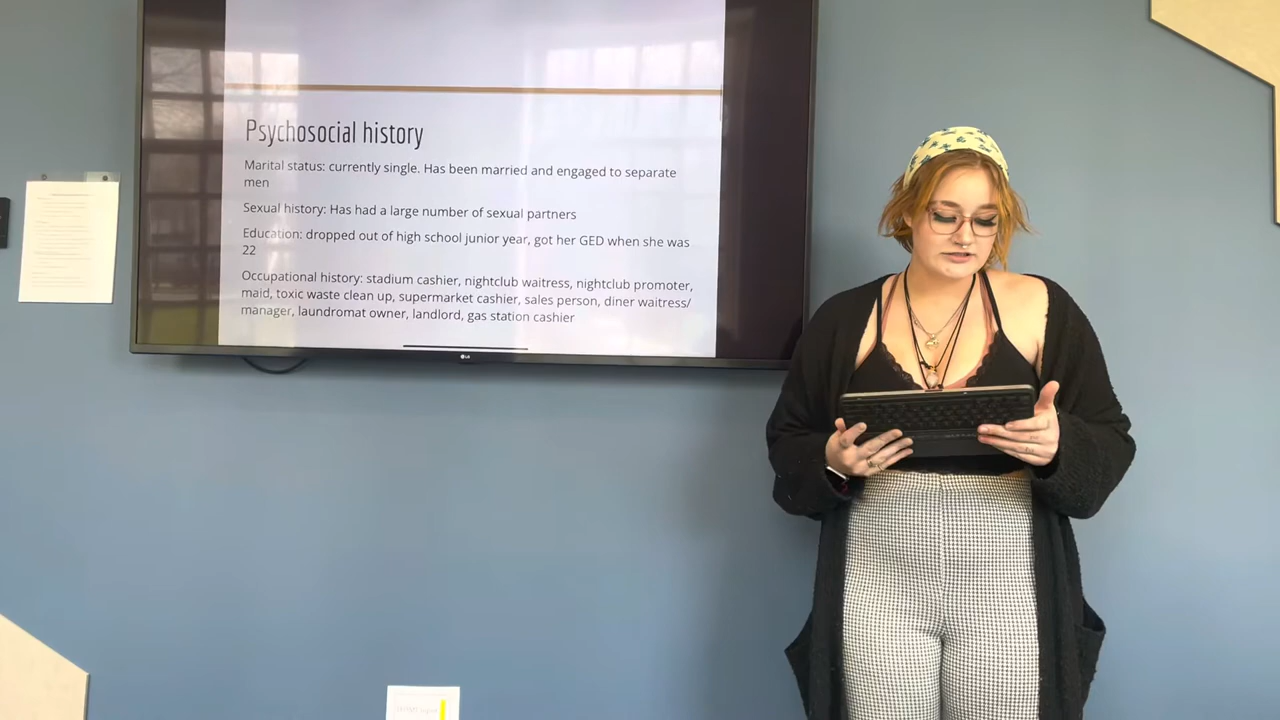 Psychosocial history
Marital status: currently single. Has been married and engaged to separate
men
Sexual history: Has had a large number of sexual partners
Education: dropped out of high school junior year, got her GED when she was
22
Occupational history: stadium cashier, nightclub waitress, nightclub promoter,
maid, toxic waste clean up, supermarket cashier, sales person, diner waitress/
manager, laundromat owner, landlord, gas station cashier
LG